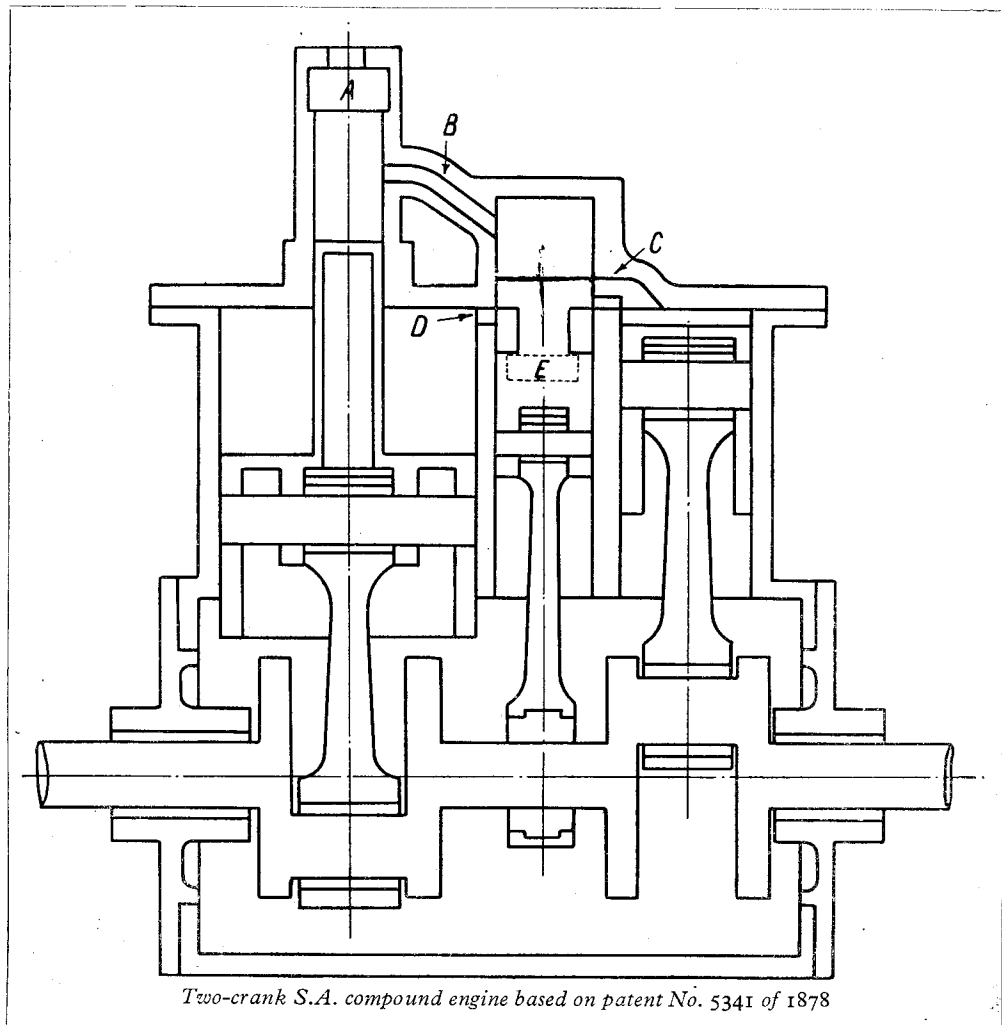 A
B
C
D
E
Two-crank S.A. compound engine based on patent No. 5341 of 1878